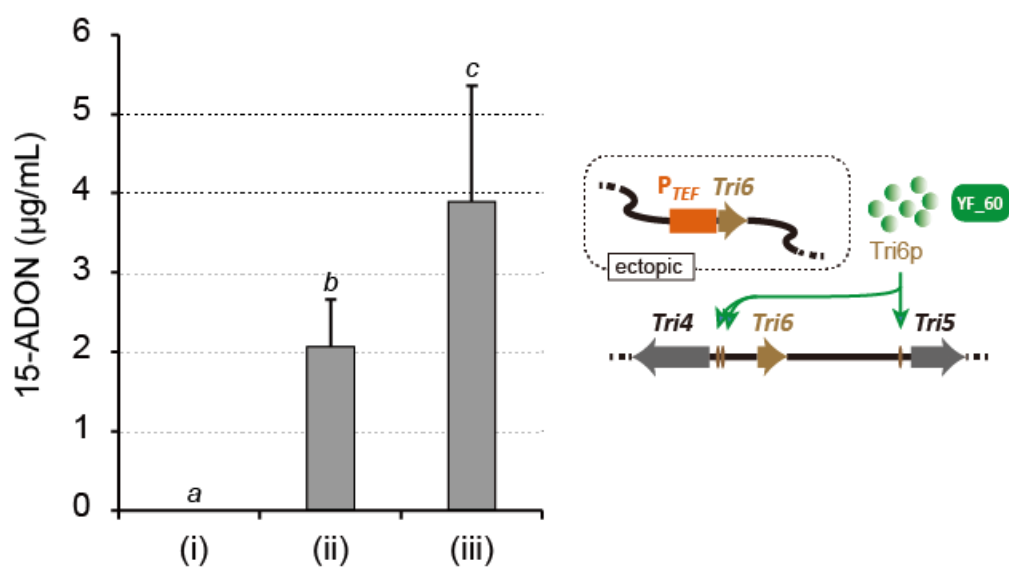 6
5
4
3
2
1
0
15-ADON (μg/mL)
a
b
c
(i)
(ii)
(iii)
P TEF Tri6
ectopic
YF_60
Tri6p
Tri4
Tri6
Tri5